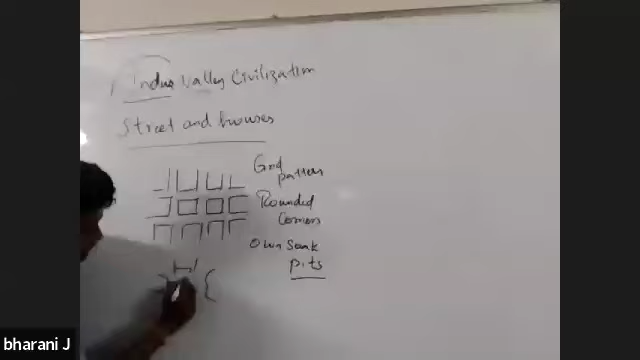 Indus Valley Civilization
Street and houses
Grid
pattern
Rounded
corners
Own Soak
pits
bharani J